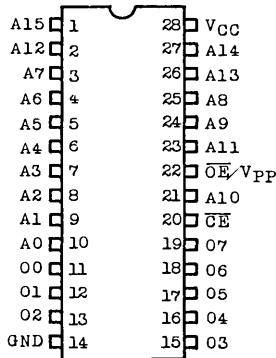 A15 1 28 VCC
A12 2 27 A14
A7 3 26 A13
A6 4 25 A8
A5 5 24 A9
A4 6 23 A11
A3 7 22 OE/VPP
A2 8 21 A10
A1 9 20 CE
A0 10 19 O7
O0 11 18 O6
O1 12 17 O5
O2 13 16 O4
GND 14 15 O3